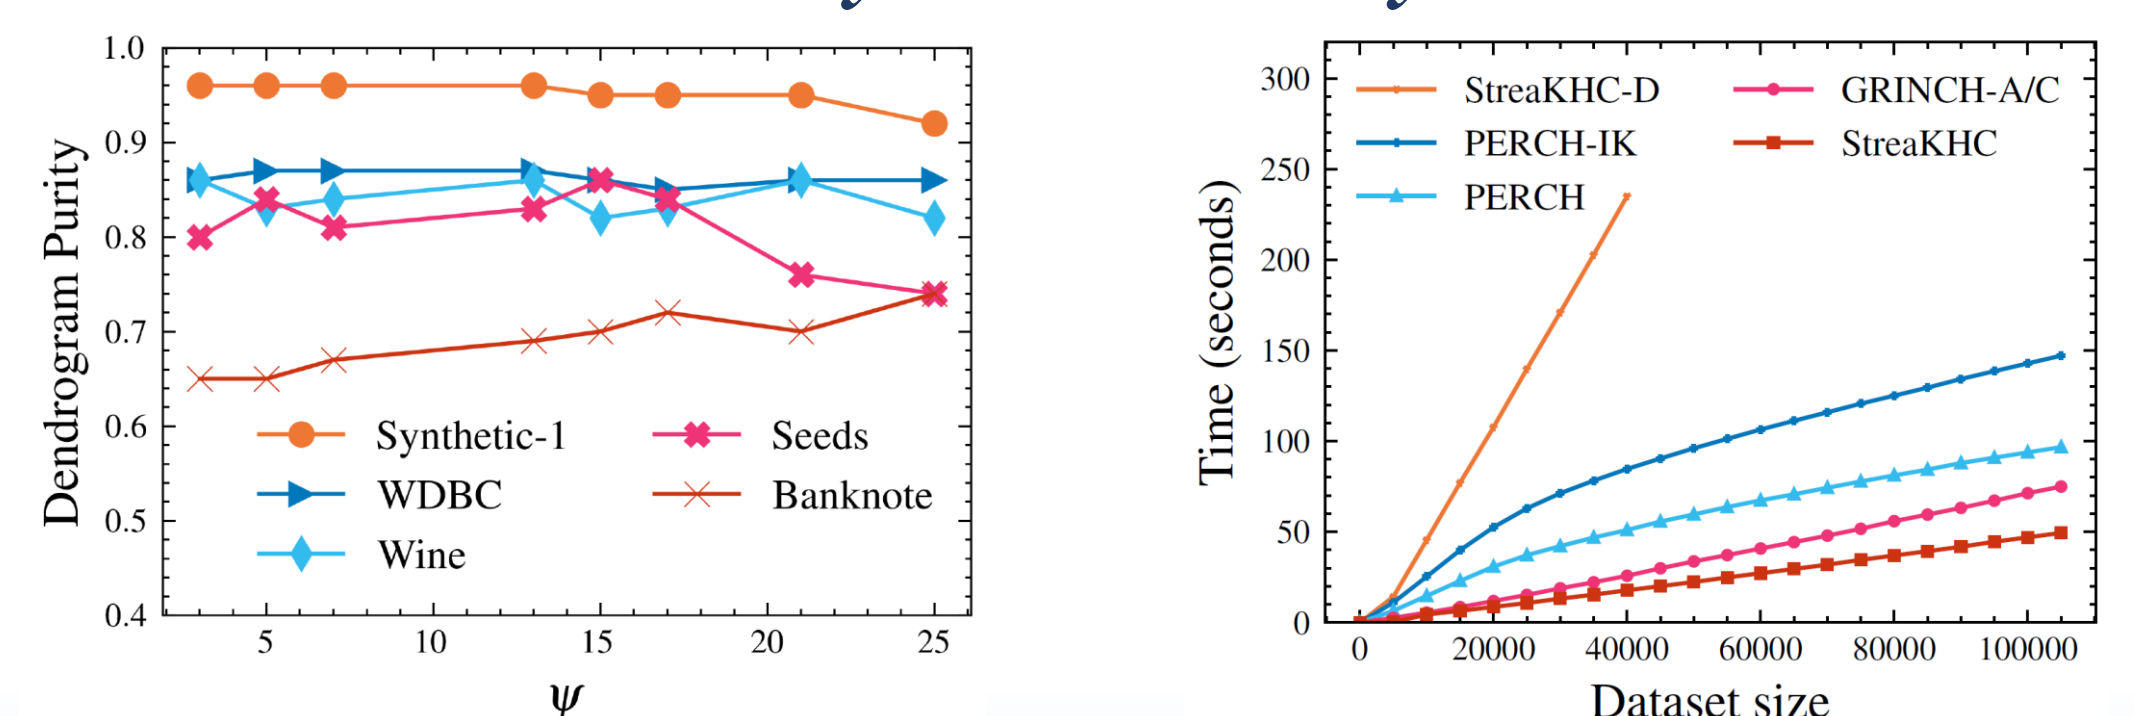 1.0
0.9
0.8
0.7
0.6
0.5
0.4
Dendrogram Purity
Synthetic-1
WDBC
Wine
Seeds
Banknote
5
10
15
20
25
ψ
300
250
200
150
100
50
0
Time (seconds)
StreaKHC-D
PERCH-IK
PERCH
GRINCH-A/C
StreaKHC
0
20000
40000
60000
80000
100000
Dataset size